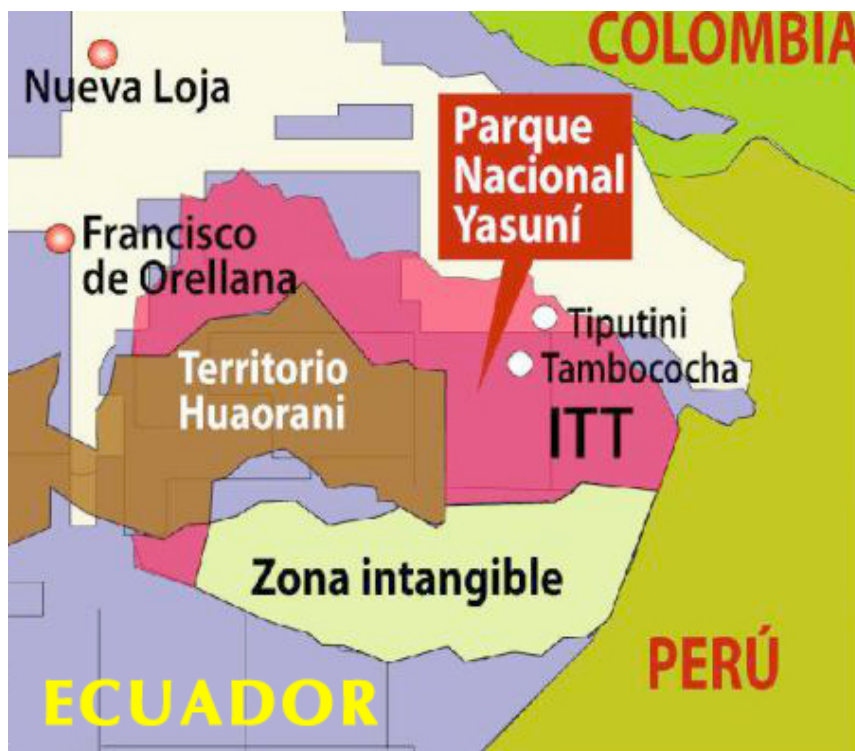 COLOMBIA
Nueva Loja
Parque
Nacional
Yasuní
Francisco
de Orellana
Tiputini
Tambococha
Territorio
Huaorani
ITT
Zona intangible
PERÚ
ECUADOR